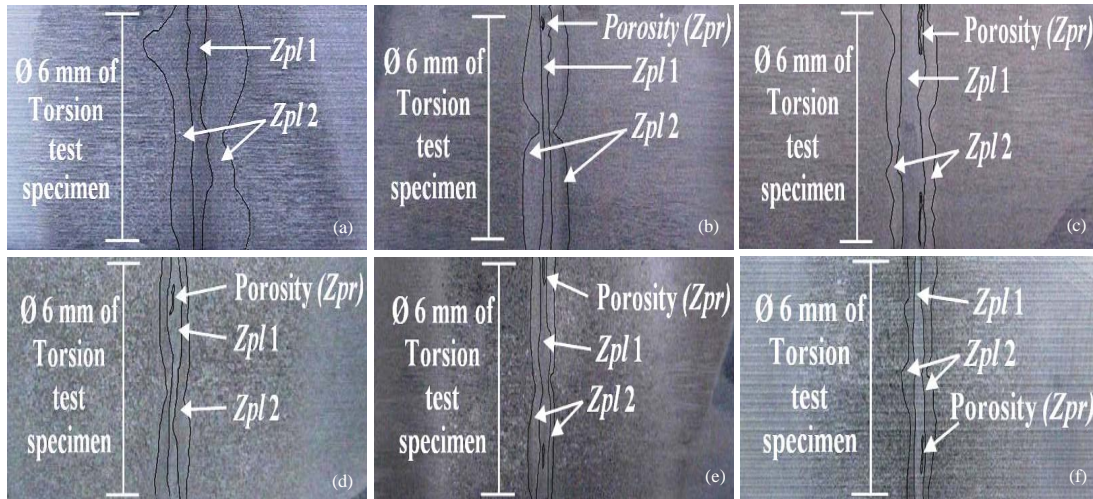 Zpl 1
Ø 6 mm of
Torsion
test
specimen
Zpl 2
(a)
Porosity (Zpr)
Zpl 1
Ø 6 mm of
Torsion
test
specimen
Zpl 2
(b)
Porosity (Zpr)
Zpl 1
Ø 6 mm of
Torsion
test
specimen
Zpl 2
(c)
Porosity (Zpr)
Ø 6 mm of
Torsion
test
specimen
Zpl 1
Zpl 2
(d)
Porosity (Zpr)
Ø 6 mm of
Torsion
test
specimen
Zpl 1
Zpl 2
(e)
Zpl 1
Ø 6 mm of
Torsion
test
specimen
Zpl 2
Porosity (Zpr)
(f)